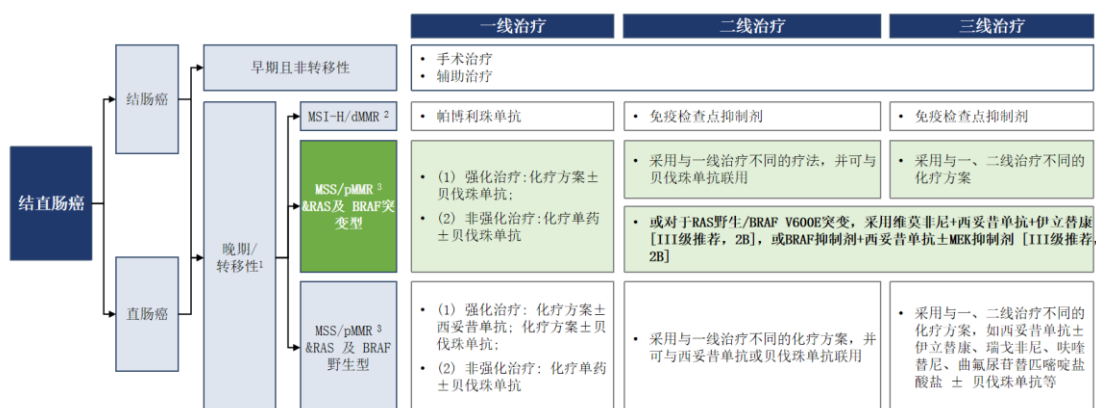 一线治疗
二线治疗
三线治疗
结直肠癌
结肠癌
直肠癌
早期且非转移性
• 手术治疗
• 辅助治疗
晚期/
转移性1
MSI-H/dMMR 2
• 帕博利珠单抗
• 免疫检查点抑制剂
• 免疫检查点抑制剂
MSS/pMMR 3
&RAS及 BRAF突
变型
• (1) 强化治疗:化疗方案±
贝伐珠单抗;
• (2) 非强化治疗:化疗单药
±贝伐珠单抗
• 采用与一线治疗不同的疗法，并可与
贝伐珠单抗联用
• 采用与一、二线治疗不同的
化疗方案
• 或对于RAS野生/BRAF V600E突变，采用维莫非尼+西妥昔单抗+伊立替康
[III级推荐, 2B]，或BRAF抑制剂+西妥昔单抗±MEK抑制剂 [III级推荐,
2B]
MSS/pMMR 3
&RAS 及 BRAF
野生型
• (1) 强化治疗: 化疗方案±
西妥昔单抗; 化疗方案±贝
伐珠单抗;
• (2) 非强化治疗: 化疗单药
±贝伐珠单抗
• 采用与一线治疗不同的化疗方案，并
可与西妥昔单抗或贝伐珠单抗联用
• 采用与一、二线治疗不同的
化疗方案，如西妥昔单抗±
伊立替康、瑞戈非尼、呋喹
替尼、曲氟尿苷替匹嘧啶盐
酸盐 ± 贝伐珠单抗等